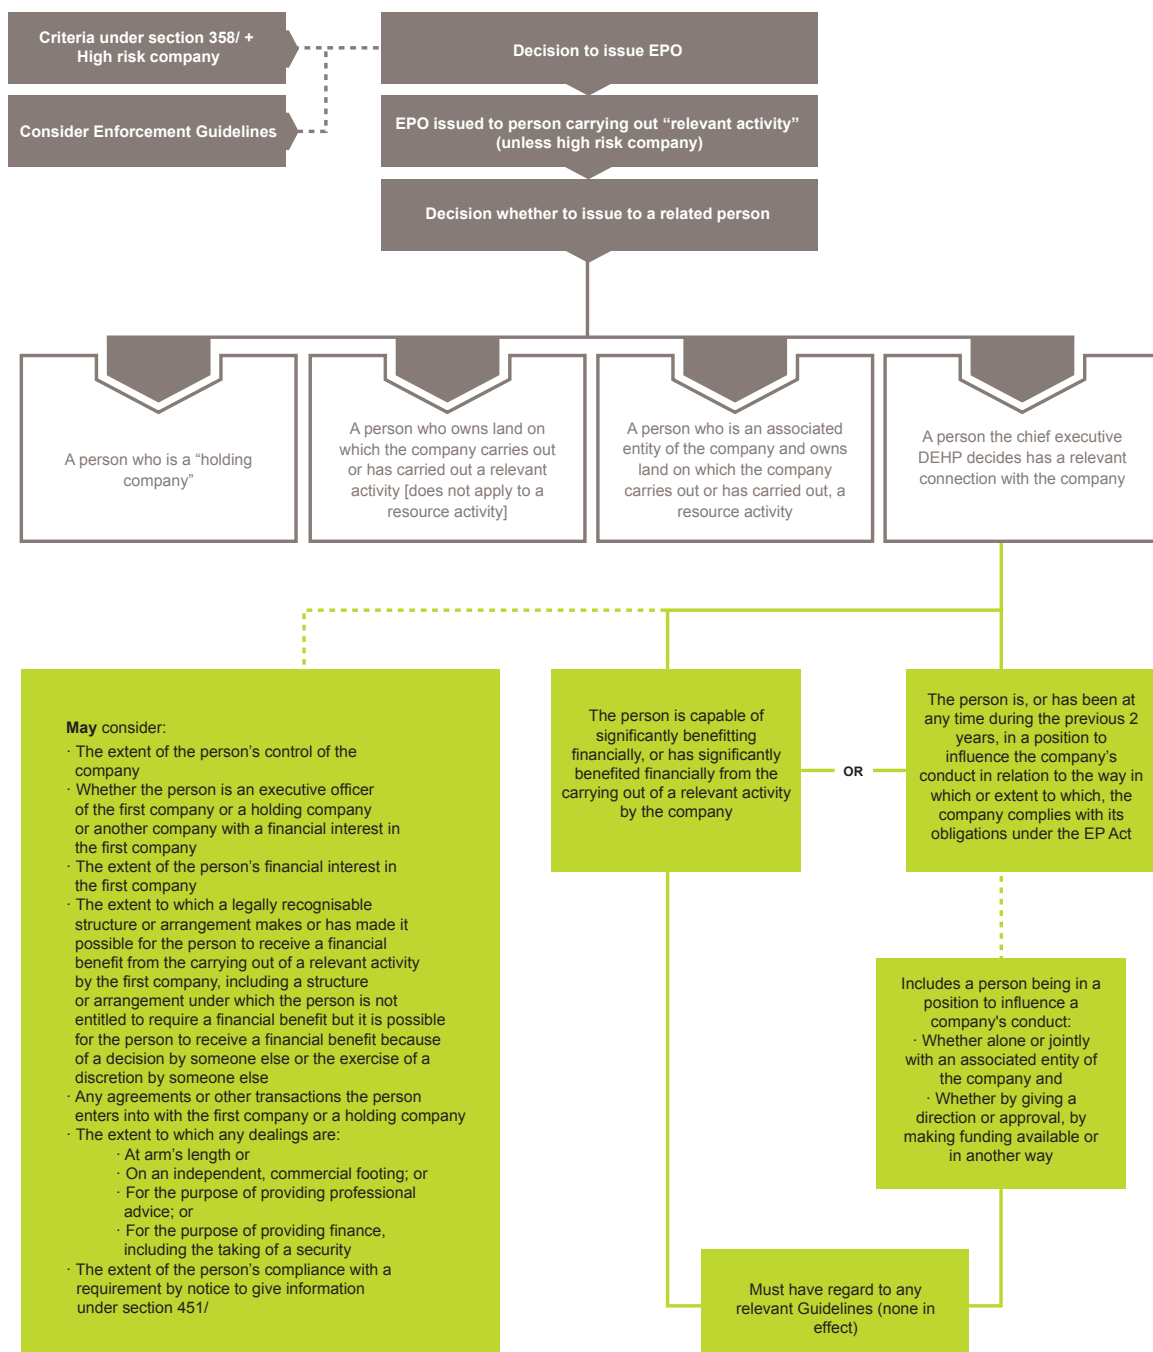 Criteria under section 358/ +
High risk company
Decision to issue EPO
Consider Enforcement Guidelines
EPO issued to person carrying out “relevant activity”
(unless high risk company)
Decision whether to issue to a related person
A person who is a “holding
company”
A person who owns land on
which the company carries out
or has carried out a relevant
activity [does not apply to a
resource activity]
A person who is an associated
entity of the company and owns
land on which the company
carries out or has carried out, a
resource activity
A person the chief executive
DEHP decides has a relevant
connection with the company
May consider:
· The extent of the person’s control of the
company
· Whether the person is an executive officer
of the first company or a holding company
or another company with a financial interest in
the first company
· The extent of the person’s financial interest in
the first company
· The extent to which a legally recognisable
structure or arrangement makes or has made it
possible for the person to receive a financial
benefit from the carrying out of a relevant activity
by the first company, including a structure
or arrangement under which the person is not
entitled to require a financial benefit but it is possible
for the person to receive a financial benefit because
of a decision by someone else or the exercise of a
discretion by someone else
· Any agreements or other transactions the person
enters into with the first company or a holding company
· The extent to which any dealings are:
· At arm’s length or
· On an independent, commercial footing; or
· For the purpose of providing professional
advice; or
· For the purpose of providing finance,
including the taking of a security
· The extent of the person’s compliance with a
requirement by notice to give information
under section 451/
The person is capable of
significantly benefitting
financially, or has significantly
benefited financially from the
carrying out of a relevant activity
by the company
OR
The person is, or has been at
any time during the previous 2
years, in a position to
influence the company’s
conduct in relation to the way in
which or extent to which, the
company complies with its
obligations under the EP Act
Includes a person being in a
position to influence a
company's conduct:
· Whether alone or jointly
with an associated entity of
the company and
· Whether by giving a
direction or approval, by
making funding available or
in another way
Must have regard to any
relevant Guidelines (none in
effect)